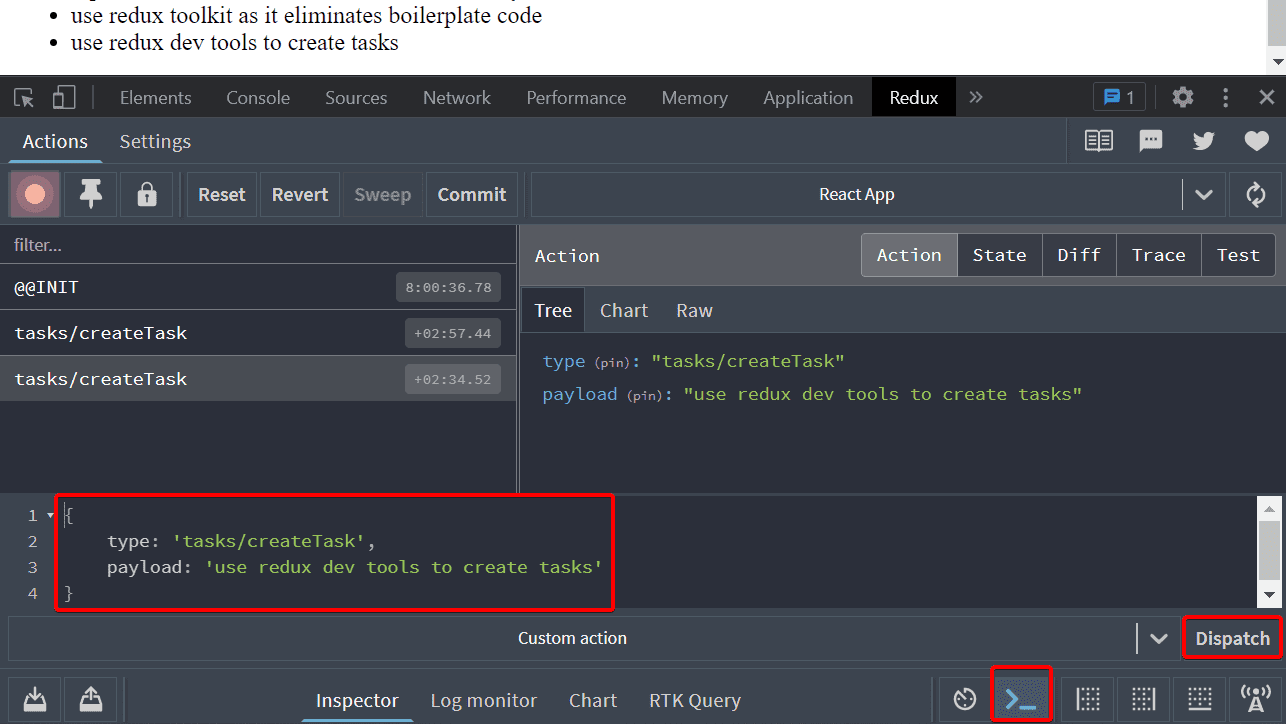 use redux toolkit as it eliminates boilerplate code
use redux dev tools to create tasks
Elements Console Sources Network Performance Memory Application Redux » 1
Actions Settings
Reset Revert Sweep Commit React App
filter...
Action Action State Diff Trace Test
@@INIT 8:00:36.78
Tree Chart Raw
tasks/createTask +02:57.44
type (pin): "tasks/createTask"
tasks/createTask +02:34.52
payload (pin): "use redux dev tools to create tasks"
1 {
2 type: 'tasks/createTask',
3 payload: 'use redux dev tools to create tasks'
4 }
Custom action Dispatch
Inspector Log monitor Chart RTK Query